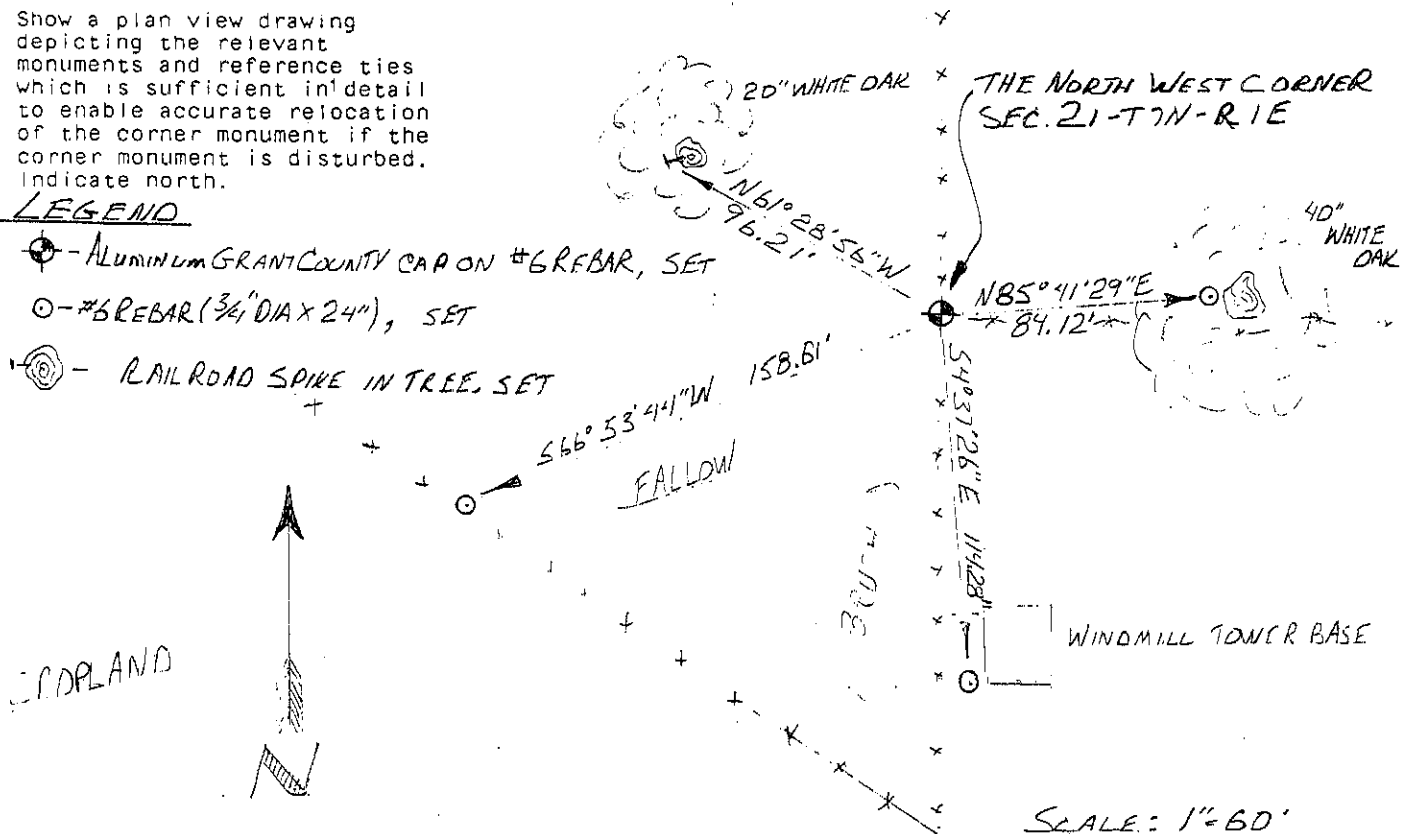 Show a plan view drawing
depicting the relevant
monuments and reference ties
which is sufficient in detail
to enable accurate relocation
of the corner monument if the
corner monument is disturbed.
Indicate north.
LEGEND
- ALUMINUM GRANT COUNTY CAP ON #6 REBAR, SET
- #6 REBAR (3/4" DIA X 24"), SET
- RAILROAD SPIKE IN TREE, SET
20" WHITE OAK
THE NORTH WEST CORNER
SEC. 21-T7N-R1E
N61° 28' 56" W
96.21'
40"
WHITE
OAK
N85° 41' 29" E
84.12'
S66° 53' 44" W 158.61'
FALLOW
S4° 37' 26" E 114.28'
WINDMILL TOWER BASE
N
SCALE: 1"=60'